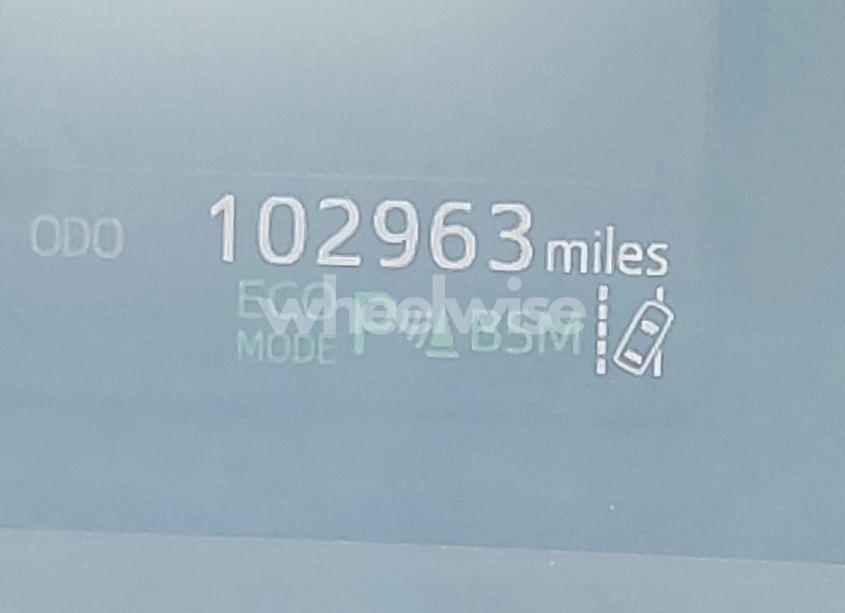 ODO 102963 miles
ECO P BSM
MODE
wheelwise